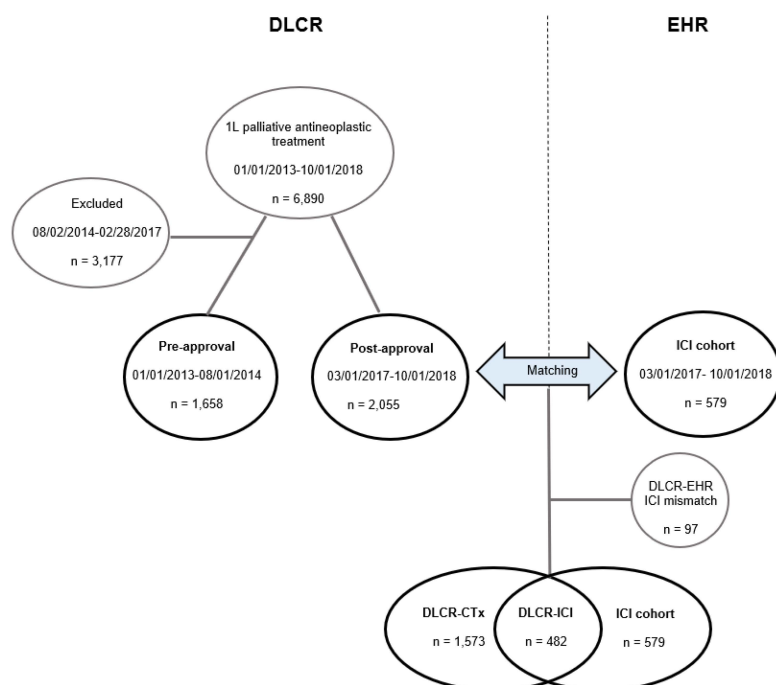 DLCR
EHR
1L palliative antineoplastic
treatment
01/01/2013-10/01/2018
n = 6,890
Excluded
08/02/2014-02/28/2017
n = 3,177
Pre-approval
01/01/2013-08/01/2014
n = 1,658
Post-approval
03/01/2017-10/01/2018
n = 2,055
Matching
ICI cohort
03/01/2017- 10/01/2018
n = 579
DLCR-EHR
ICI mismatch
n = 97
DLCR-CTx
n = 1,573
DLCR-ICI
n = 482
ICI cohort
n = 579